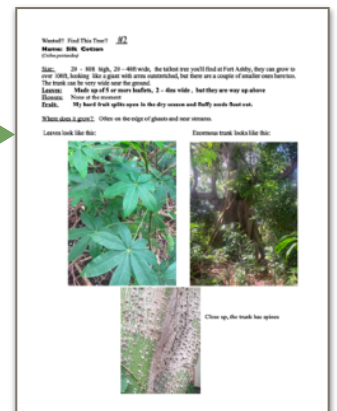 Wanted!! Find This Tree!! #2
Name: Silk Cotton
(Ceiba pentandra)
Size: 20 - 80ft high, 20 - 40ft wide, the tallest tree you'll find at Fort Ashby, they can grow to
over 100ft, looking like a giant with arms outstretched, but there are a couple of smaller ones here too.
The trunk can be very wide near the ground.
Leaves: Made up of 5 or more leaflets, 2 - 4ins wide, but they are way up above
Flowers: None at the moment
Fruit: My hard fruit splits open in the dry season and fluffy seeds float out.
Where does it grow? Often on the edge of ghauts and near streams.
Leaves look like this: Enormous trunk looks like this:
Close up, the trunk has spines